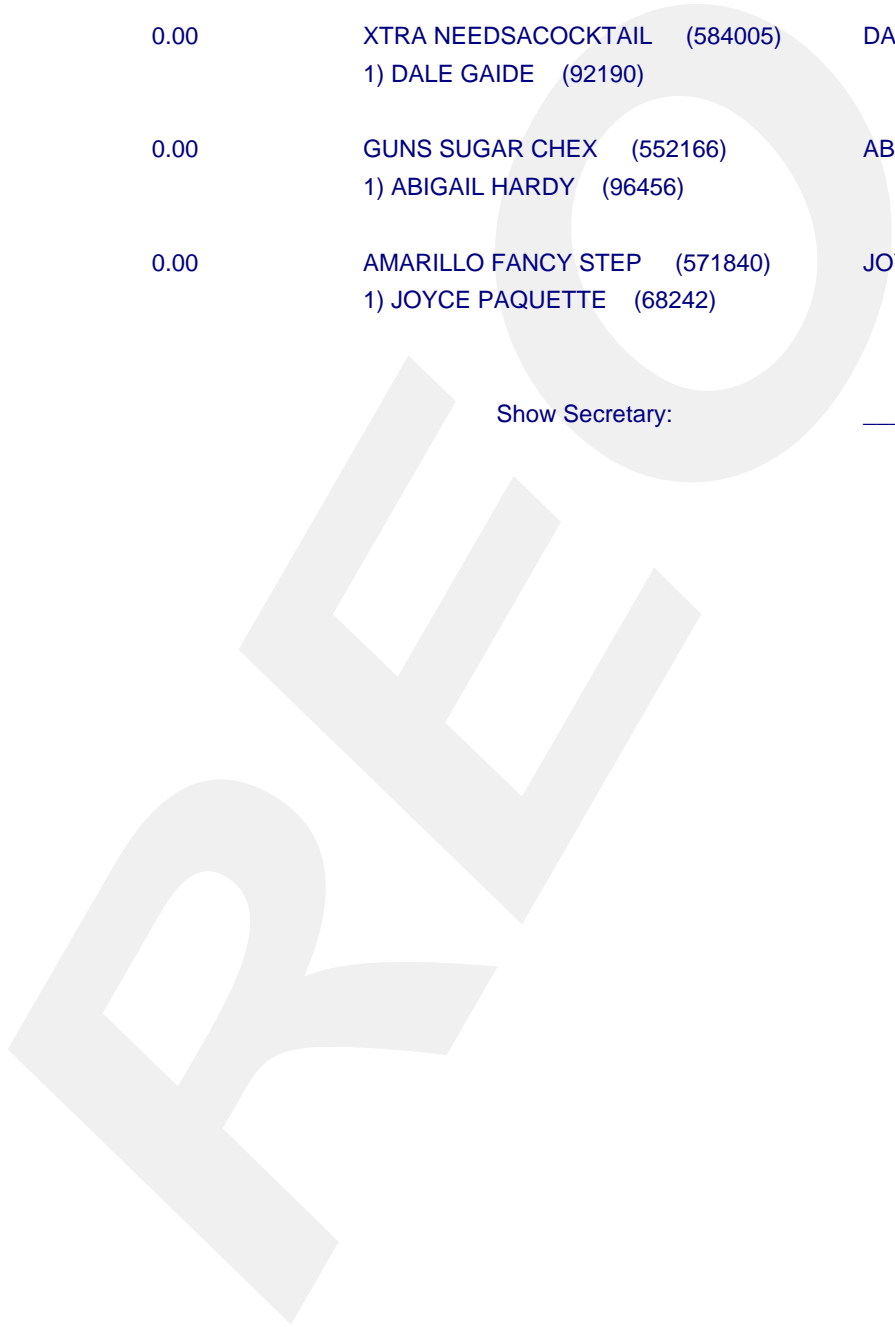 0.00 XTRA NEEDSACOCKTAIL (584005) DA
1) DALE GAIDE (92190)
0.00 GUNS SUGAR CHEX (552166) AB
1) ABIGAIL HARDY (96456)
0.00 AMARILLO FANCY STEP (571840) JO
1) JOYCE PAQUETTE (68242)
Show Secretary: __
REO